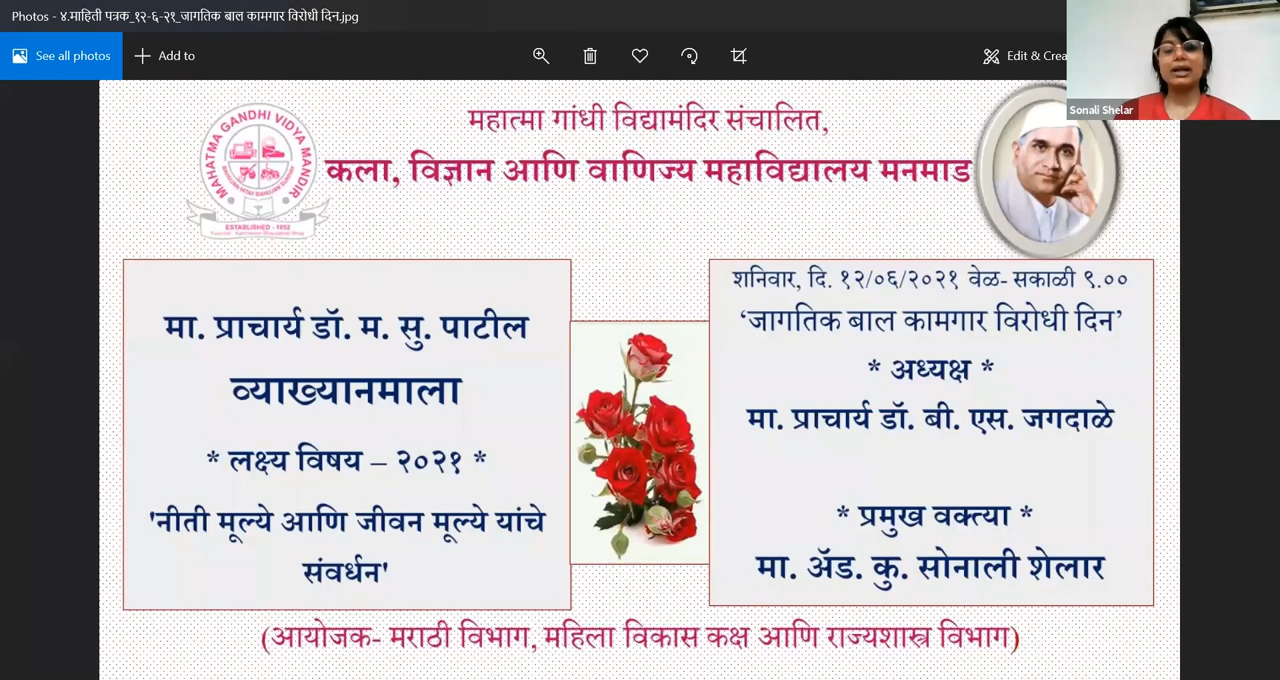 Photos - ४.माहिती पत्रक_१२-६-२१_जागतिक बाल कामगार विरोधी दिन.jpg
See all photos
Add to
Edit & Crea
Sonali Shelar
MAHATMA GANDHI VIDYA MANDIR
ESTABLISHED - 1952
महात्मा गांधी विद्यामंदिर संचालित,
कला, विज्ञान आणि वाणिज्य महाविद्यालय मनमाड
मा. प्राचार्य डॉ. म. सु. पाटील
व्याख्यानमाला
* लक्ष्य विषय – २०२१ *
'नीती मूल्ये आणि जीवन मूल्ये यांचे
संवर्धन'
शनिवार, दि. १२/०६/२०२१ वेळ- सकाळी ९.००
‘जागतिक बाल कामगार विरोधी दिन’
* अध्यक्ष *
मा. प्राचार्य डॉ. बी. एस. जगदाळे
* प्रमुख वक्त्या *
मा. ॲड. कु. सोनाली शेलार
(आयोजक- मराठी विभाग, महिला विकास कक्ष आणि राज्यशास्त्र विभाग)